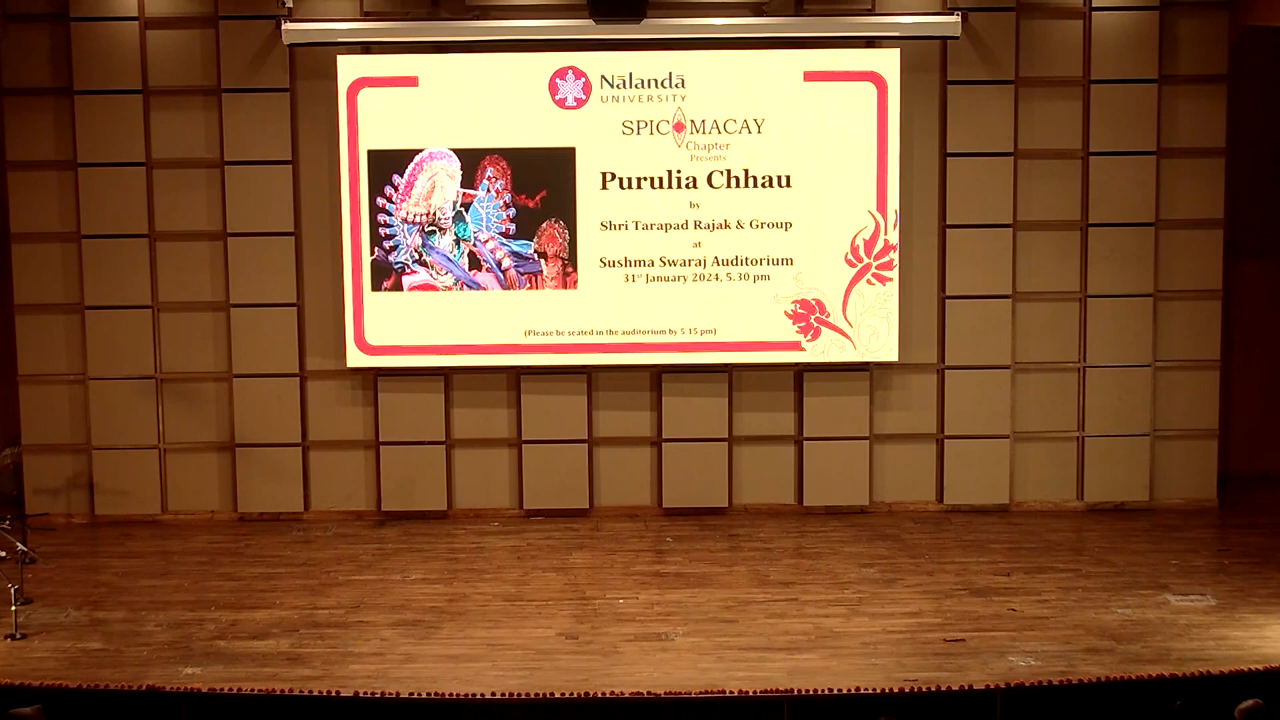 Nālandā
UNIVERSITY
SPIC MACAY
Chapter
Presents
Purulia Chhau
by
Shri Tarapad Rajak & Group
at
Sushma Swaraj Auditorium
31st January 2024, 5.30 pm
(Please be seated in the auditorium by 5 15 pm)